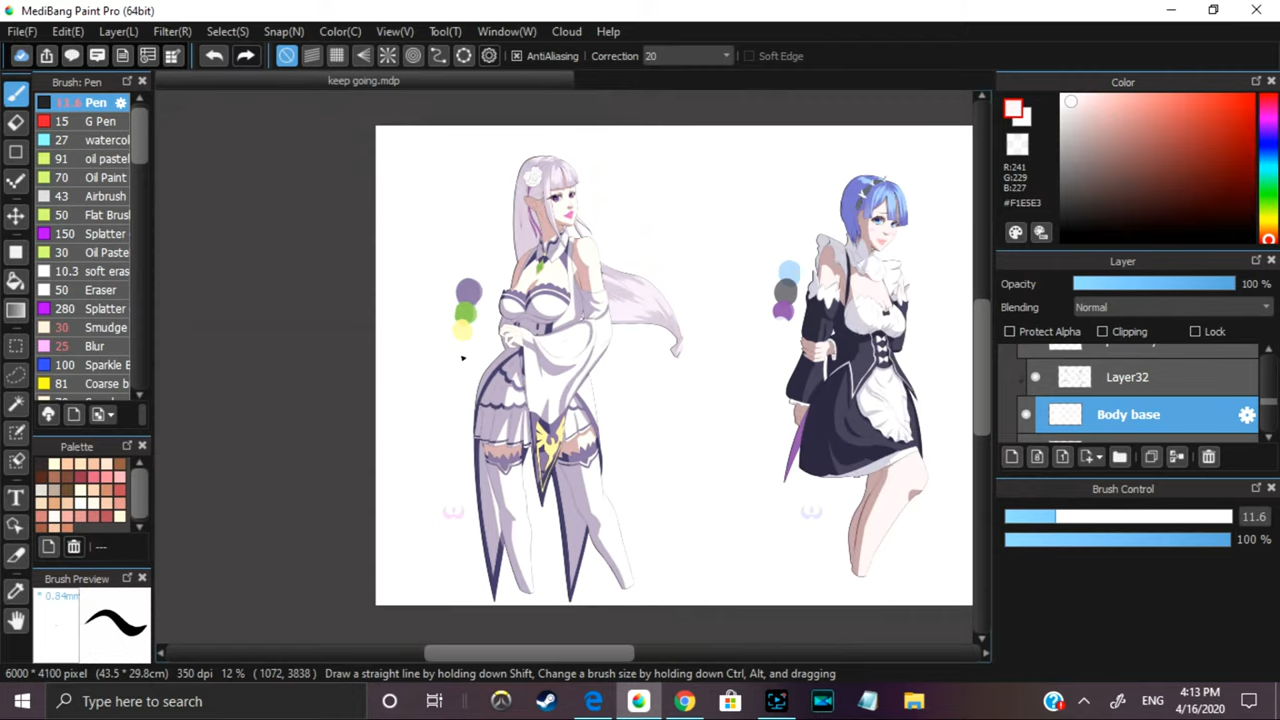 MediBang Paint Pro (64bit)
File(F) Edit(E) Layer(L) Filter(R) Select(S) Snap(N) Color(C) View(V) Tool(T) Window(W) Cloud Help
AntiAliasing Correction 20 Soft Edge
Brush: Pen
keep going.mdp
Color
11.6 Pen
15 G Pen
27 watercol
91 oil pastel
70 Oil Paint
43 Airbrush
50 Flat Brus
150 Splatter
30 Oil Paste
10.3 soft eras
50 Eraser
280 Splatter
30 Smudge
25 Blur
100 Sparkle B
81 Coarse b
R:241
G:229
B:227
#F1E5E3
Layer
Opacity 100 %
Blending Normal
Protect Alpha Clipping Lock
Layer32
Body base
Palette
---
Brush Control
11.6
100 %
Brush Preview
* 0.84mm
6000 * 4100 pixel (43.5 * 29.8cm) 350 dpi 12 % ( 1072, 3838 ) Draw a straight line by holding down Shift, Change a brush size by holding down Ctrl, Alt, and dragging
Type here to search
ENG
4:13 PM
4/16/2020